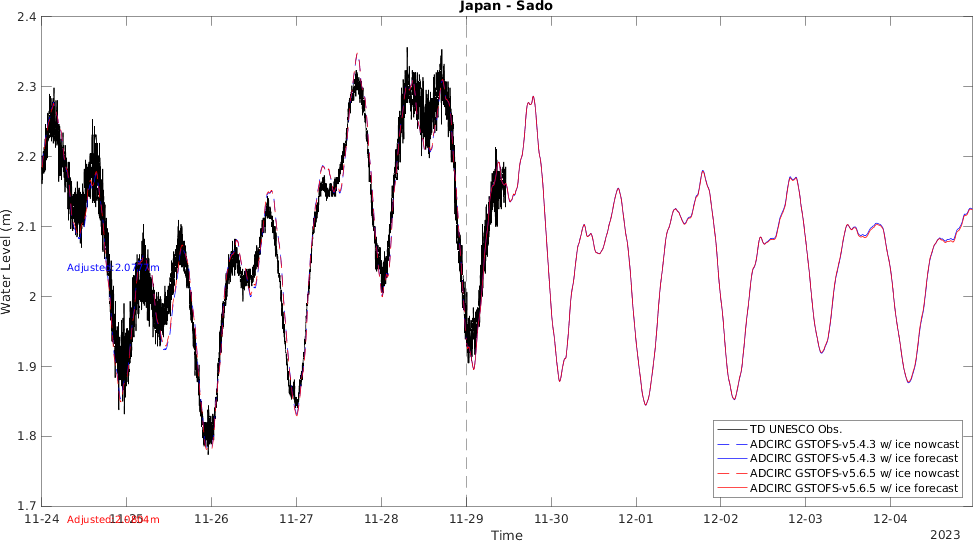 Japan - Sado
2.4
2.3
2.2
2.1
2
1.9
1.8
1.7
Water Level (m)
11-24
11-25
11-26
11-27
11-28
11-29
11-30
12-01
12-02
12-03
12-04
Time
2023
TD UNESCO Obs.
ADCIRC GSTOFS-v5.4.3 w/ ice nowcast
ADCIRC GSTOFS-v5.4.3 w/ ice forecast
ADCIRC GSTOFS-v5.6.5 w/ ice nowcast
ADCIRC GSTOFS-v5.6.5 w/ ice forecast